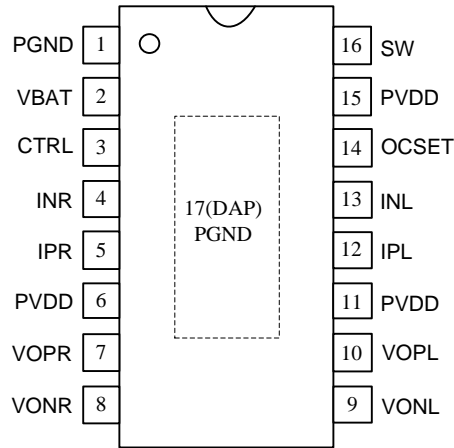 PGND 1 16 SW
VBAT 2 15 PVDD
CTRL 3 14 OCSET
INR 4 13 INL
17(DAP)
PGND
IPR 5 12 IPL
PVDD 6 11 PVDD
VOPR 7 10 VOPL
VONR 8 9 VONL